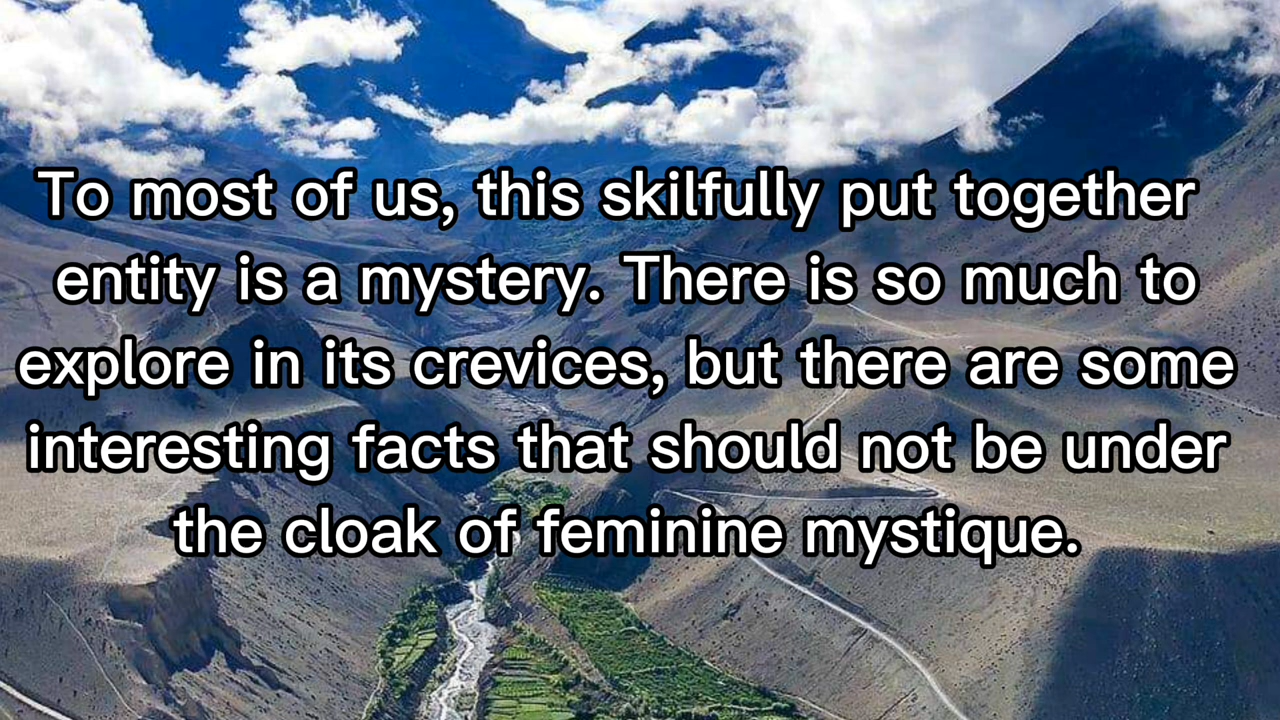 To most of us, this skilfully put together
entity is a mystery. There is so much to
explore in its crevices, but there are some
interesting facts that should not be under
the cloak of feminine mystique.